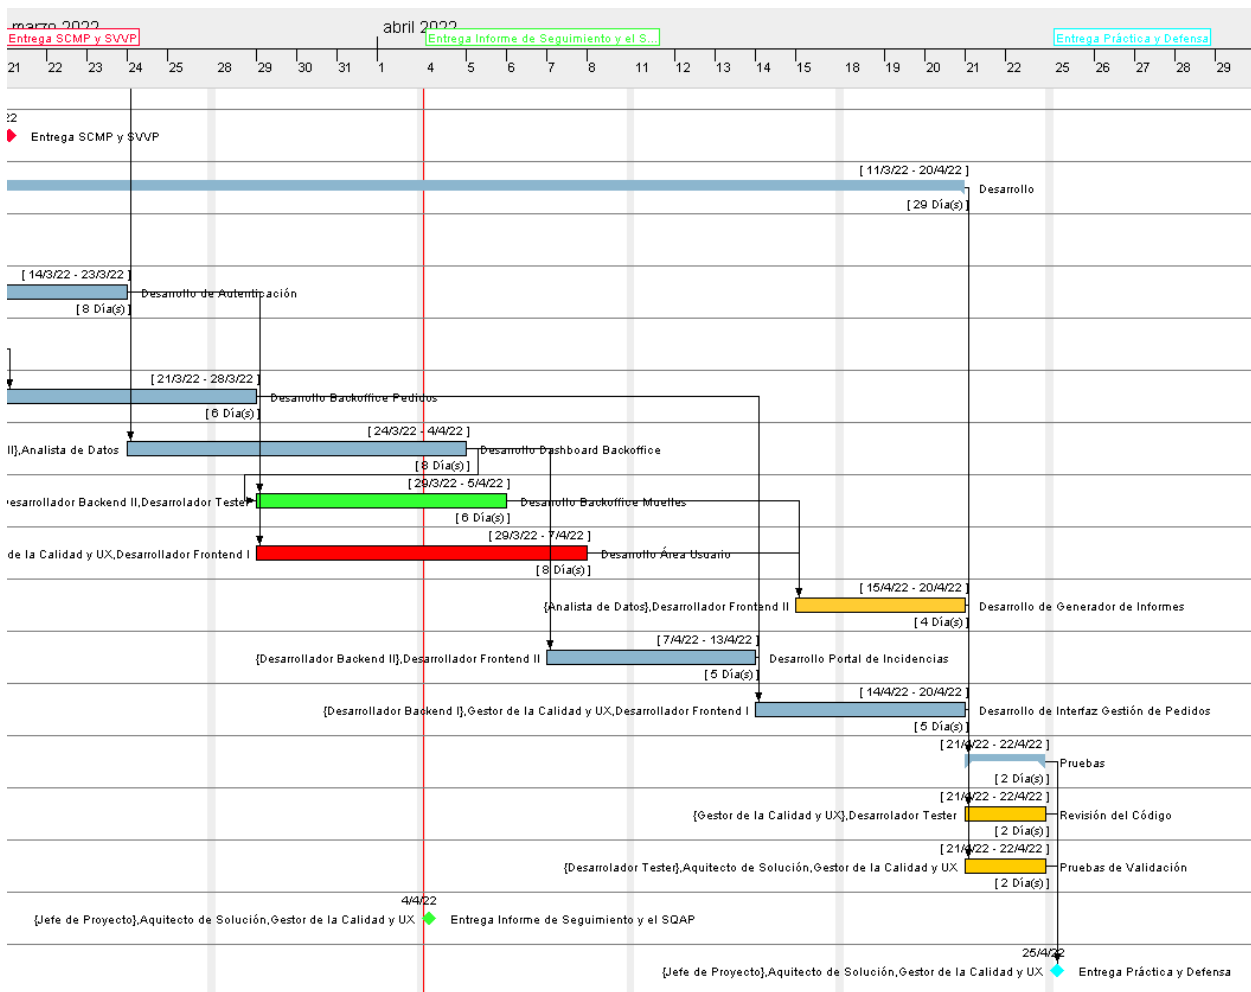 marzo 2022
abril 2022
Entrega SCMP y SVVP
Entrega Informe de Seguimiento y el S...
Entrega Práctica y Defensa
21 22 23 24 25 28 29 30 31 1 4 5 6 7 8 11 12 13 14 15 18 19 20 21 22 25 26 27 28 29
22
Entrega SCMP y SVVP
[ 11/3/22 - 20/4/22 ]
Desarrollo
[ 29 Día(s) ]
[ 14/3/22 - 23/3/22 ]
Desarrollo de Autenticación
[ 8 Día(s) ]
[ 21/3/22 - 28/3/22 ]
Desarrollo Backoffice Pedidos
[ 6 Día(s) ]
[ 24/3/22 - 4/4/22 ]
II},Analista de Datos
Desarrollo Dashboard Backoffice
[ 8 Día(s) ]
[ 29/3/22 - 5/4/22 ]
Desarrollador Backend II,Desarrolador Tester
Desarrollo Backoffice Muelles
[ 6 Día(s) ]
[ 29/3/22 - 7/4/22 ]
de la Calidad y UX,Desarrollador Frontend I
Desarrollo Área Usuario
[ 8 Día(s) ]
[ 15/4/22 - 20/4/22 ]
{Analista de Datos},Desarrollador Frontend II
Desarrollo de Generador de Informes
[ 4 Día(s) ]
[ 7/4/22 - 13/4/22 ]
{Desarrollador Backend II},Desarrollador Frontend II
Desarrollo Portal de Incidencias
[ 5 Día(s) ]
[ 14/4/22 - 20/4/22 ]
{Desarrollador Backend I},Gestor de la Calidad y UX,Desarrollador Frontend I
Desarrollo de Interfaz Gestión de Pedidos
[ 5 Día(s) ]
[ 21/4/22 - 22/4/22 ]
Pruebas
[ 2 Día(s) ]
[ 21/4/22 - 22/4/22 ]
{Gestor de la Calidad y UX},Desarrolador Tester
Revisión del Código
[ 2 Día(s) ]
[ 21/4/22 - 22/4/22 ]
{Desarrolador Tester},Aquitecto de Solución,Gestor de la Calidad y UX
Pruebas de Validación
[ 2 Día(s) ]
4/4/22
{Jefe de Proyecto},Aquitecto de Solución,Gestor de la Calidad y UX
Entrega Informe de Seguimiento y el SQAP
25/4/22
{Jefe de Proyecto},Aquitecto de Solución,Gestor de la Calidad y UX
Entrega Práctica y Defensa